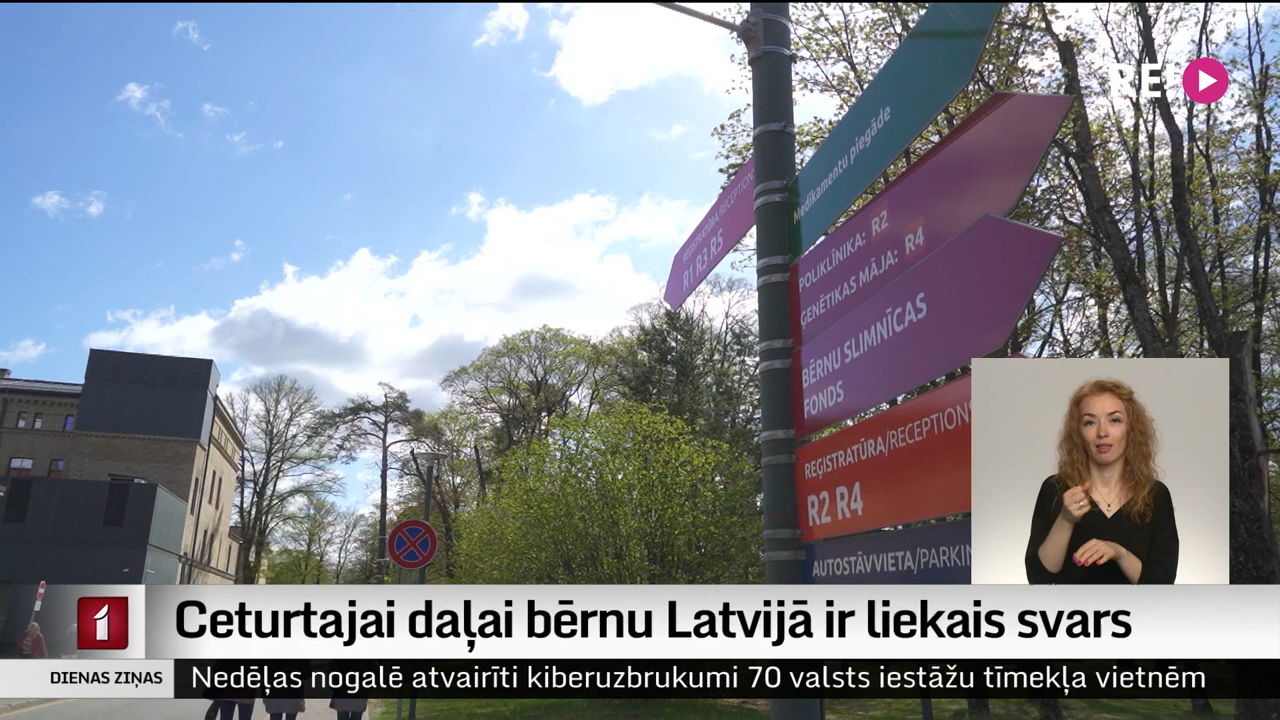 RE
Medikamentu piegāde
REĢISTRATŪRA/RECEPTION
R1 R3 R5
POLIKLĪNIKA: R2
ĢENĒTIKAS MĀJA: R4
BĒRNU SLIMNĪCAS
FONDS
REĢISTRATŪRA/RECEPTION
R2 R4
AUTOSTĀVVIETA/PARKIN
1
Ceturtajai daļai bērnu Latvijā ir liekais svars
DIENAS ZIŅAS
Nedēļas nogalē atvairīti kiberuzbrukumi 70 valsts iestāžu tīmekļa vietnēm